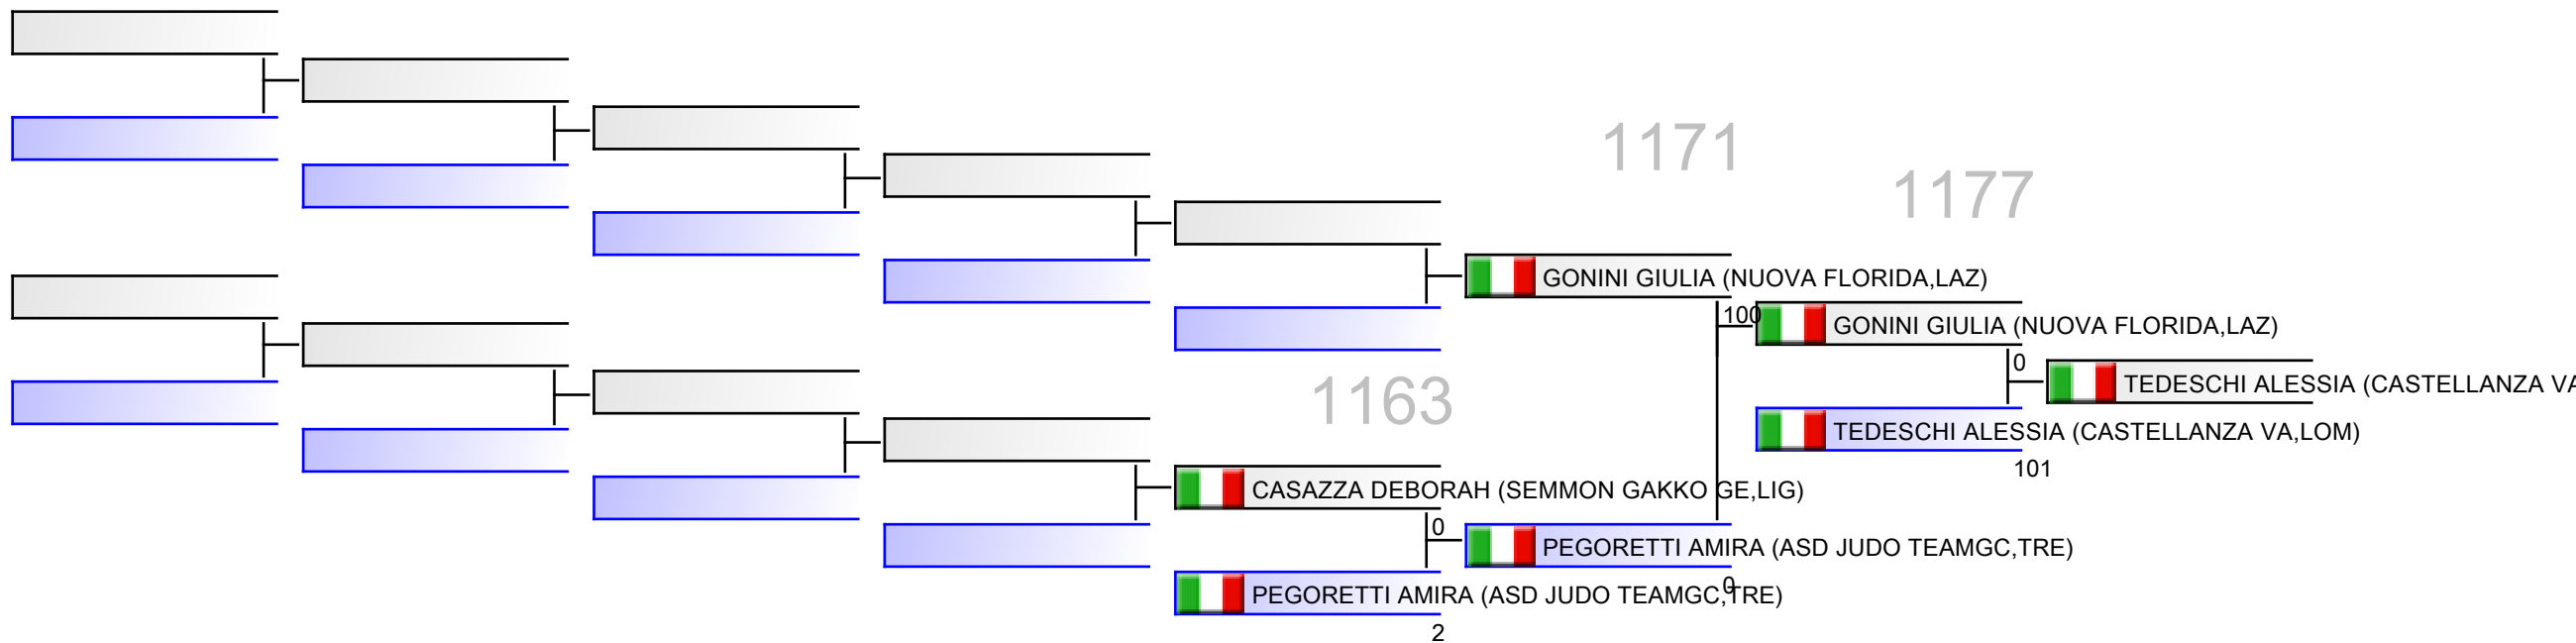 1171
1177
GONINI GIULIA (NUOVA FLORIDA,LAZ)
100
GONINI GIULIA (NUOVA FLORIDA,LAZ)
0
TEDESCHI ALESSIA (CASTELLANZA VA
1163
TEDESCHI ALESSIA (CASTELLANZA VA,LOM)
101
CASAZZA DEBORAH (SEMMON GAKKO GE,LIG)
0
PEGORETTI AMIRA (ASD JUDO TEAMGC,TRE)
0
PEGORETTI AMIRA (ASD JUDO TEAMGC,TRE)
2